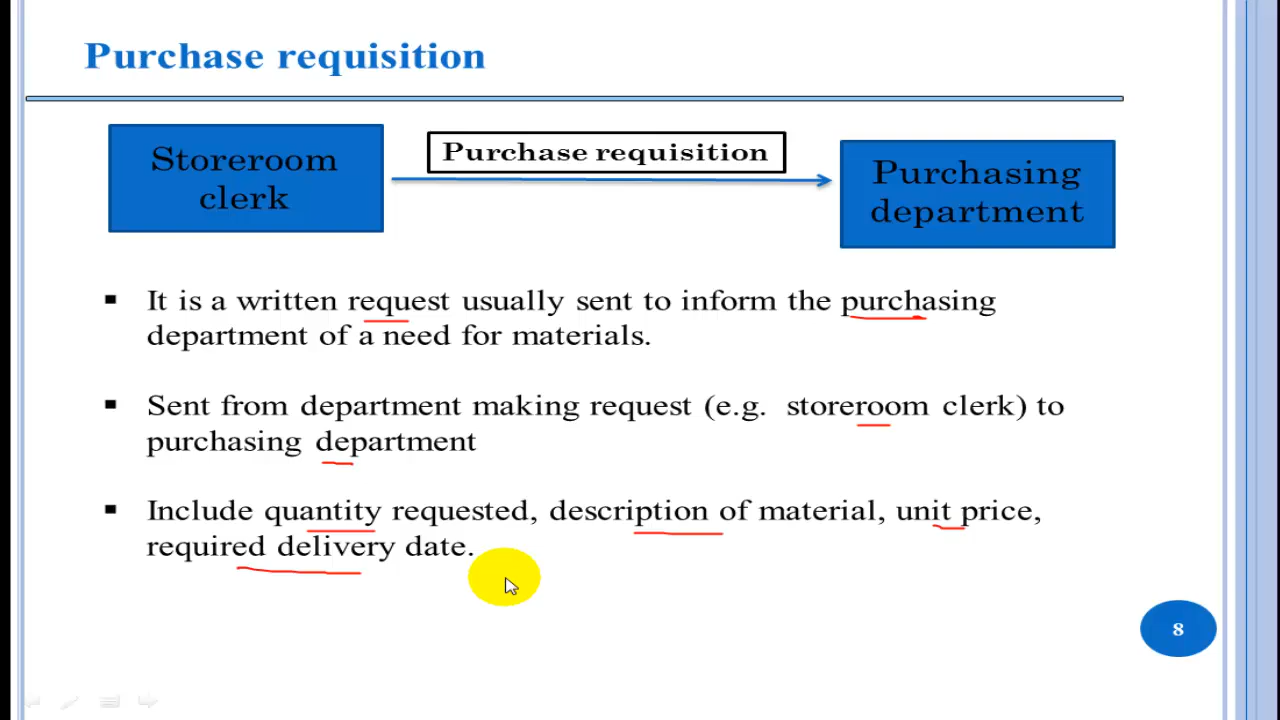 Purchase requisition
Storeroom
clerk
Purchase requisition
Purchasing
department
▪ It is a written request usually sent to inform the purchasing
department of a need for materials.
▪ Sent from department making request (e.g. storeroom clerk) to
purchasing department
▪ Include quantity requested, description of material, unit price,
required delivery date.
8